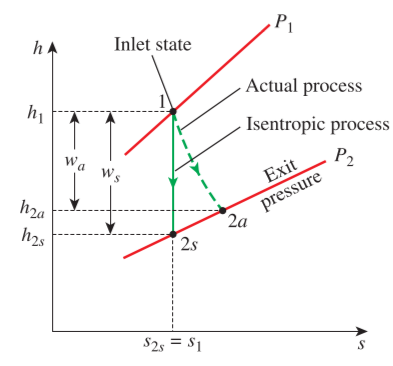 P₁
h
Inlet state
Actual process
1
h₁
Isentropic process
P₂
wₐ
wₛ
Exit
pressure
h₂ₐ
2a
h₂ₛ
2s
s₂ₛ = s₁
s